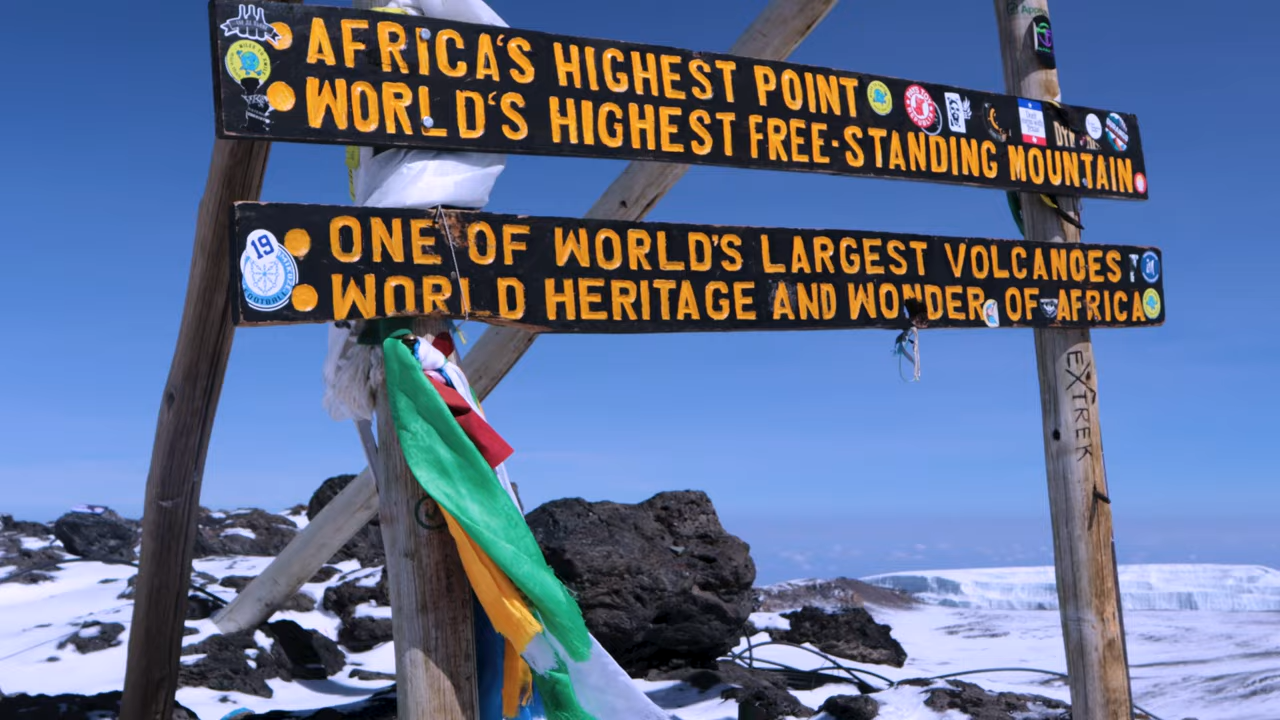 AFRICA'S HIGHEST POINT
WORLD'S HIGHEST FREE-STANDING MOUNTAIN
ONE OF WORLD'S LARGEST VOLCANOES
WORLD HERITAGE AND WONDER OF AFRICA
19
EXTREK